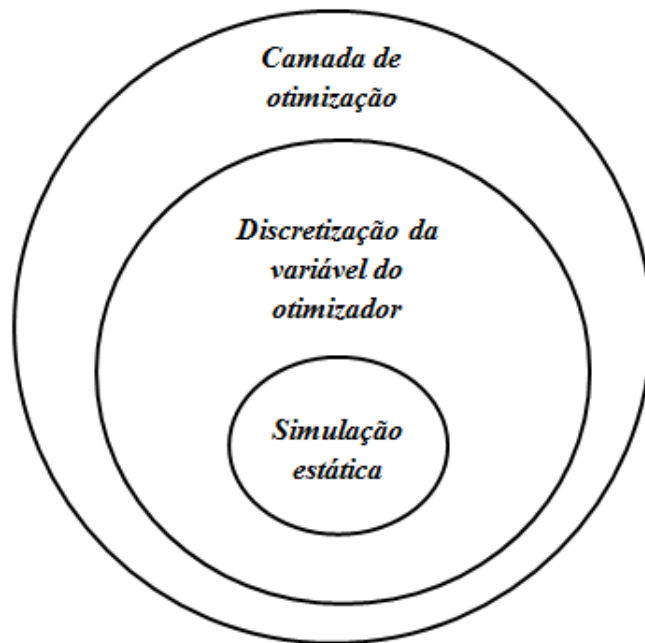 Camada de
otimização
Discretização da
variável do
otimizador
Simulação
estática